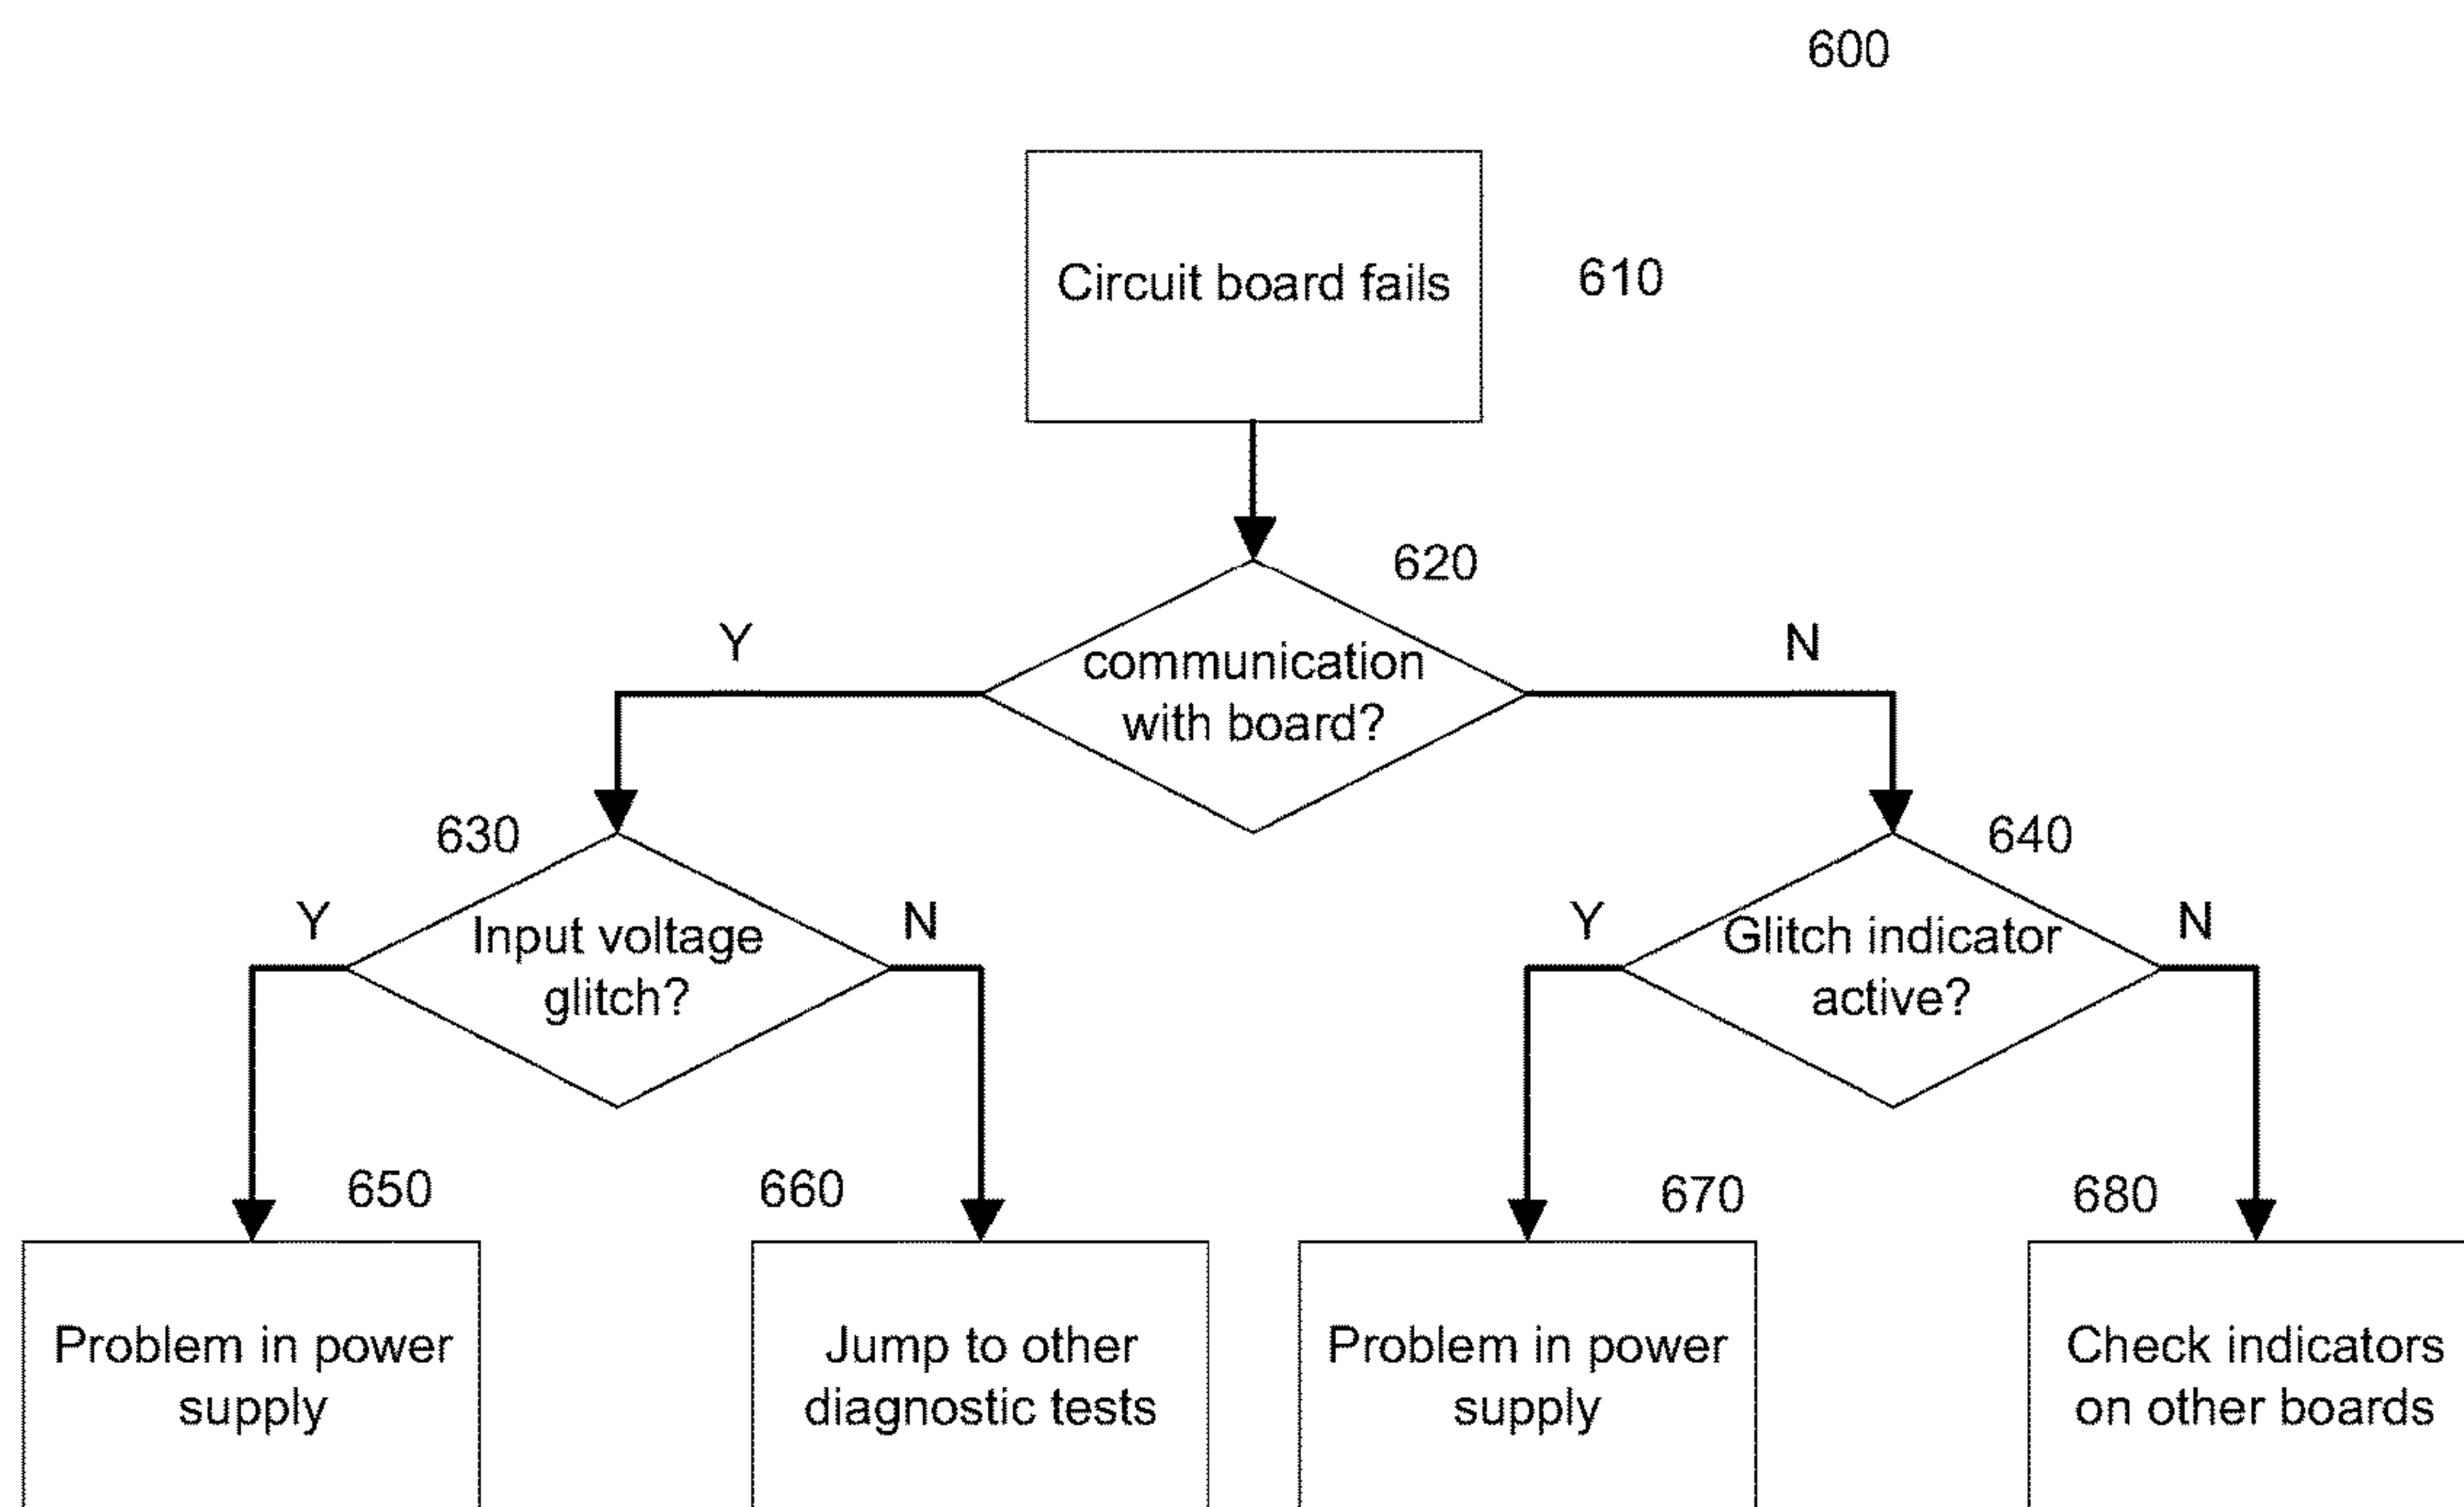 600
Circuit board fails
610
620
Y
N
communication
with board?
630
640
Y
Input voltage
glitch?
N
Y
Glitch indicator
active?
N
650
660
670
680
Problem in power
supply
Jump to other
diagnostic tests
Problem in power
supply
Check indicators
on other boards